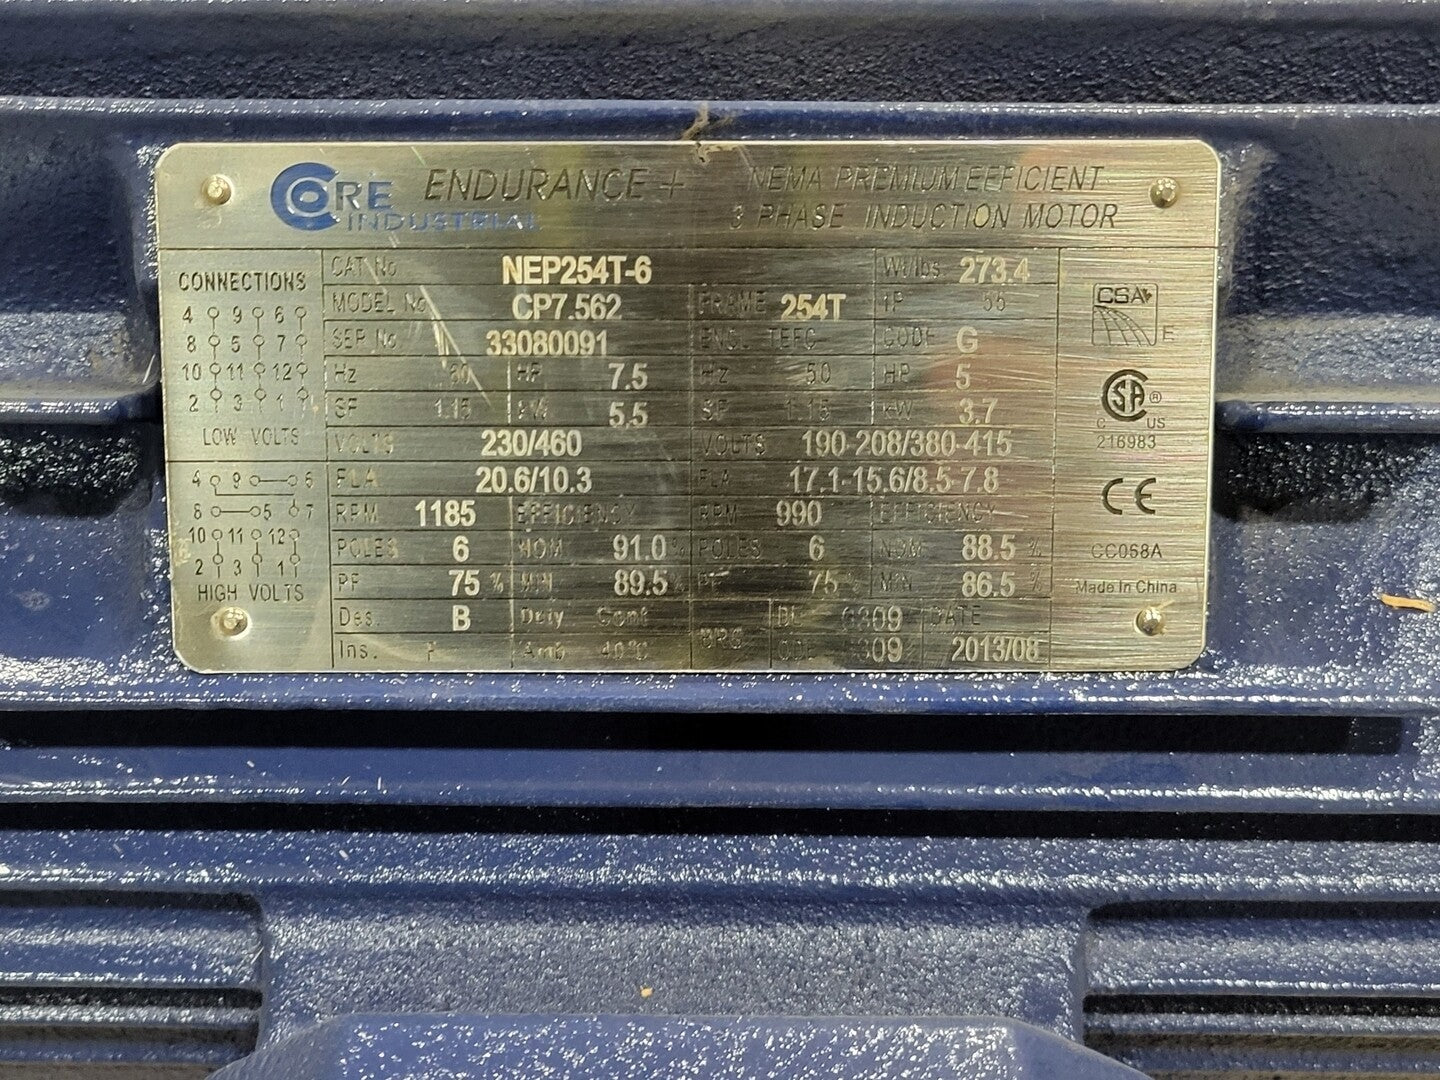 CORE INDUSTRIAL ENDURANCE + NEMA PREMIUM EFFICIENT
3 PHASE INDUCTION MOTOR
CONNECTIONS
4 9 6
8 5 7
10 11 12
2 3 1
LOW VOLTS
4 9 6
8 5 7
10 11 12
2 3 1
HIGH VOLTS
CAT No NEP254T-6 Wt/lbs 273.4
MODEL No CP7.562 FRAME 254T IP 55
SER No 33080091 ENCL TEFC CODE G
Hz 60 HP 7.5 Hz 50 HP 5
SF 1.15 kW 5.5 SF 1.15 kW 3.7
VOLTS 230/460 VOLTS 190-208/380-415
FLA 20.6/10.3 FLA 17.1-15.6/8.5-7.8
RPM 1185 EFFICIENCY RPM 990 EFFICIENCY
POLES 6 NOM 91.0 % POLES 6 NOM 88.5 %
PF 75 % MIN 89.5 % PF 75 % MIN 86.5 %
Des. B Duty Cont BRG DE 6309 DATE
Ins. F Amb 40°C ODE 2013/08
CSA
E
CSA ®
C US
216983
CE
CC068A
Made In China